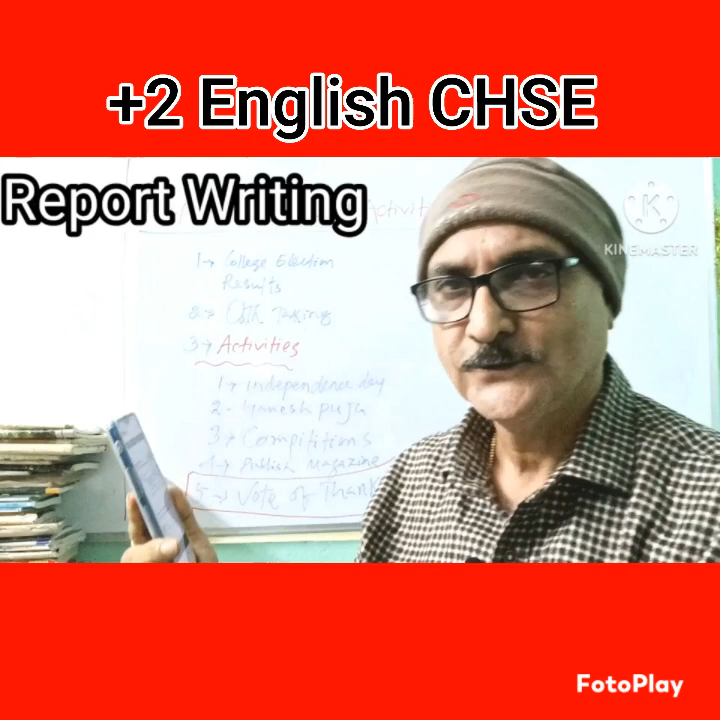 +2 English CHSE
Report Writing
Activit
KINEMASTER
1→ College Election
Results
2→ Oath Taking
3→ Activities
1→ independence day
2- Ganesh puja
3→ Compititions
4→ Publish Magazine
5→ Vote of Thank
FotoPlay